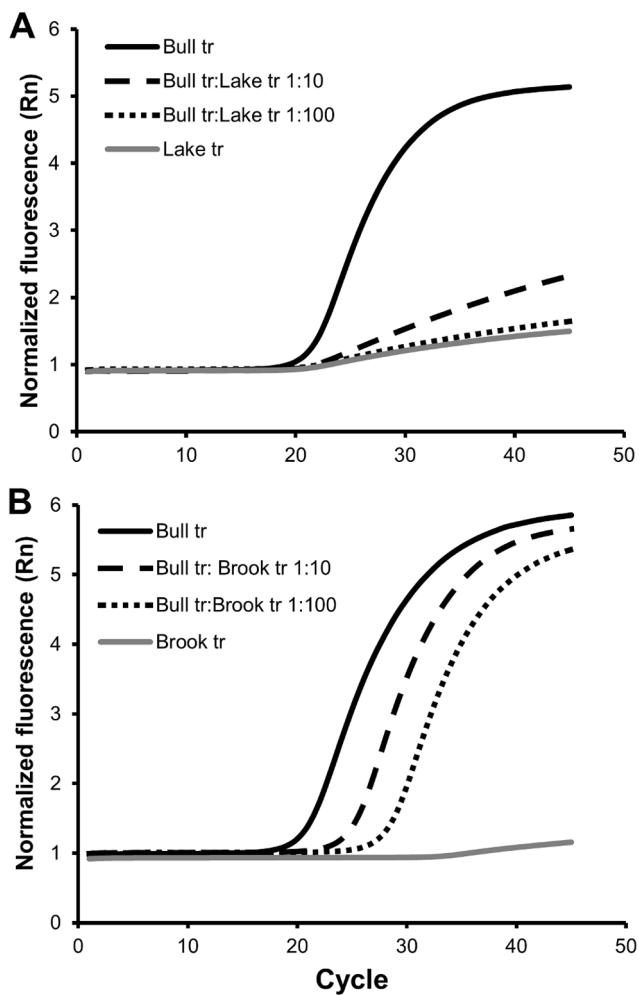 A
Normalized fluorescence (Rn)
6
5
4
3
2
1
0
Bull tr
Bull tr:Lake tr 1:10
Bull tr:Lake tr 1:100
Lake tr
0 10 20 30 40 50
B
Normalized fluorescence (Rn)
6
5
4
3
2
1
0
Bull tr
Bull tr: Brook tr 1:10
Bull tr:Brook tr 1:100
Brook tr
0 10 20 30 40 50
Cycle